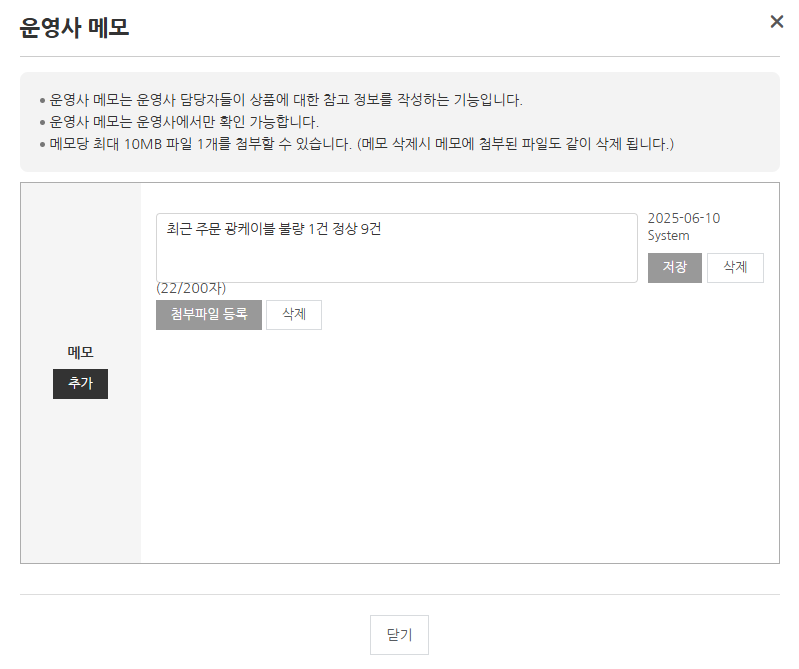 운영사 메모
운영사 메모는 운영사 담당자들이 상품에 대한 참고 정보를 작성하는 기능입니다.
운영사 메모는 운영사에서만 확인 가능합니다.
메모당 최대 10MB 파일 1개를 첨부할 수 있습니다. (메모 삭제시 메모에 첨부된 파일도 같이 삭제 됩니다.)
메모
추가
최근 주문 광케이블 불량 1건 정상 9건
(22/200자)
첨부파일 등록 삭제
2025-06-10
System
저장 삭제
닫기